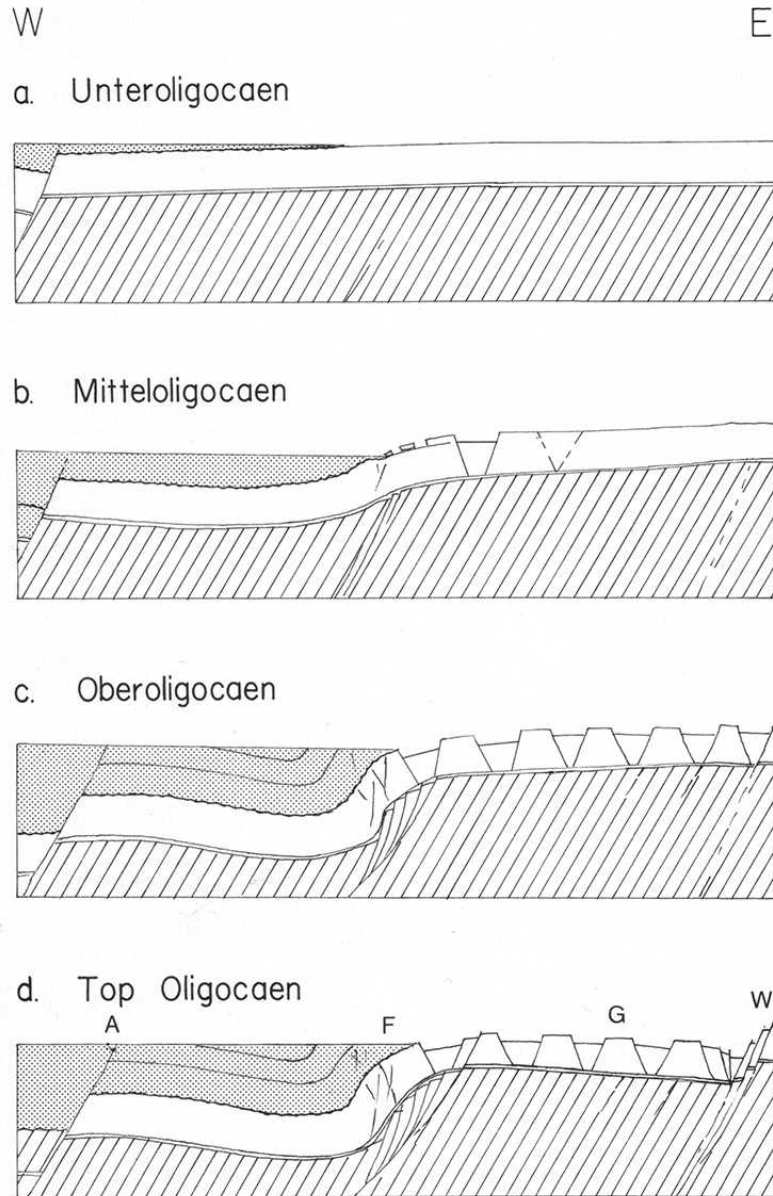 W E
a. Unteroligocaen
b. Mitteloligocaen
c. Oberoligocaen
d. Top Oligocaen
A F G W